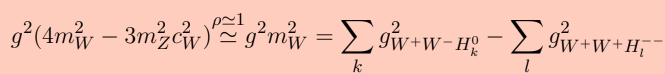 $g^2(4m_W^2 - 3m_Z^2 c_W^2) \overset{\rho \simeq 1}{\simeq} g^2 m_W^2 = \sum_k g^2_{W^+W^-H_k^0} - \sum_l g^2_{W^+W^+H_l^{--}}$